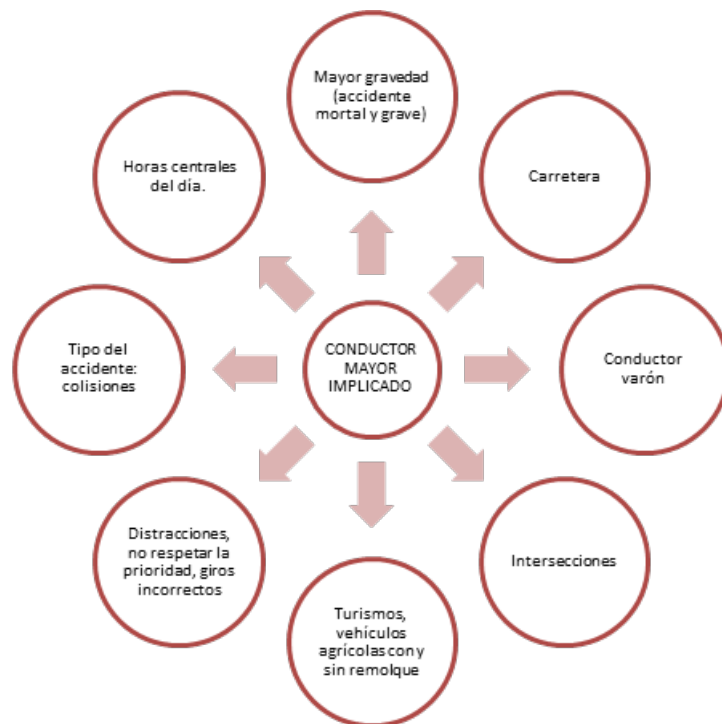 Mayor gravedad
(accidente
mortal y grave)
Carretera
Conductor
varón
Intersecciones
Turismos,
vehículos
agrícolas con y
sin remolque
Distracciones,
no respetar la
prioridad, giros
incorrectos
Tipo del
accidente:
colisiones
Horas centrales
del día.
CONDUCTOR
MAYOR
IMPLICADO